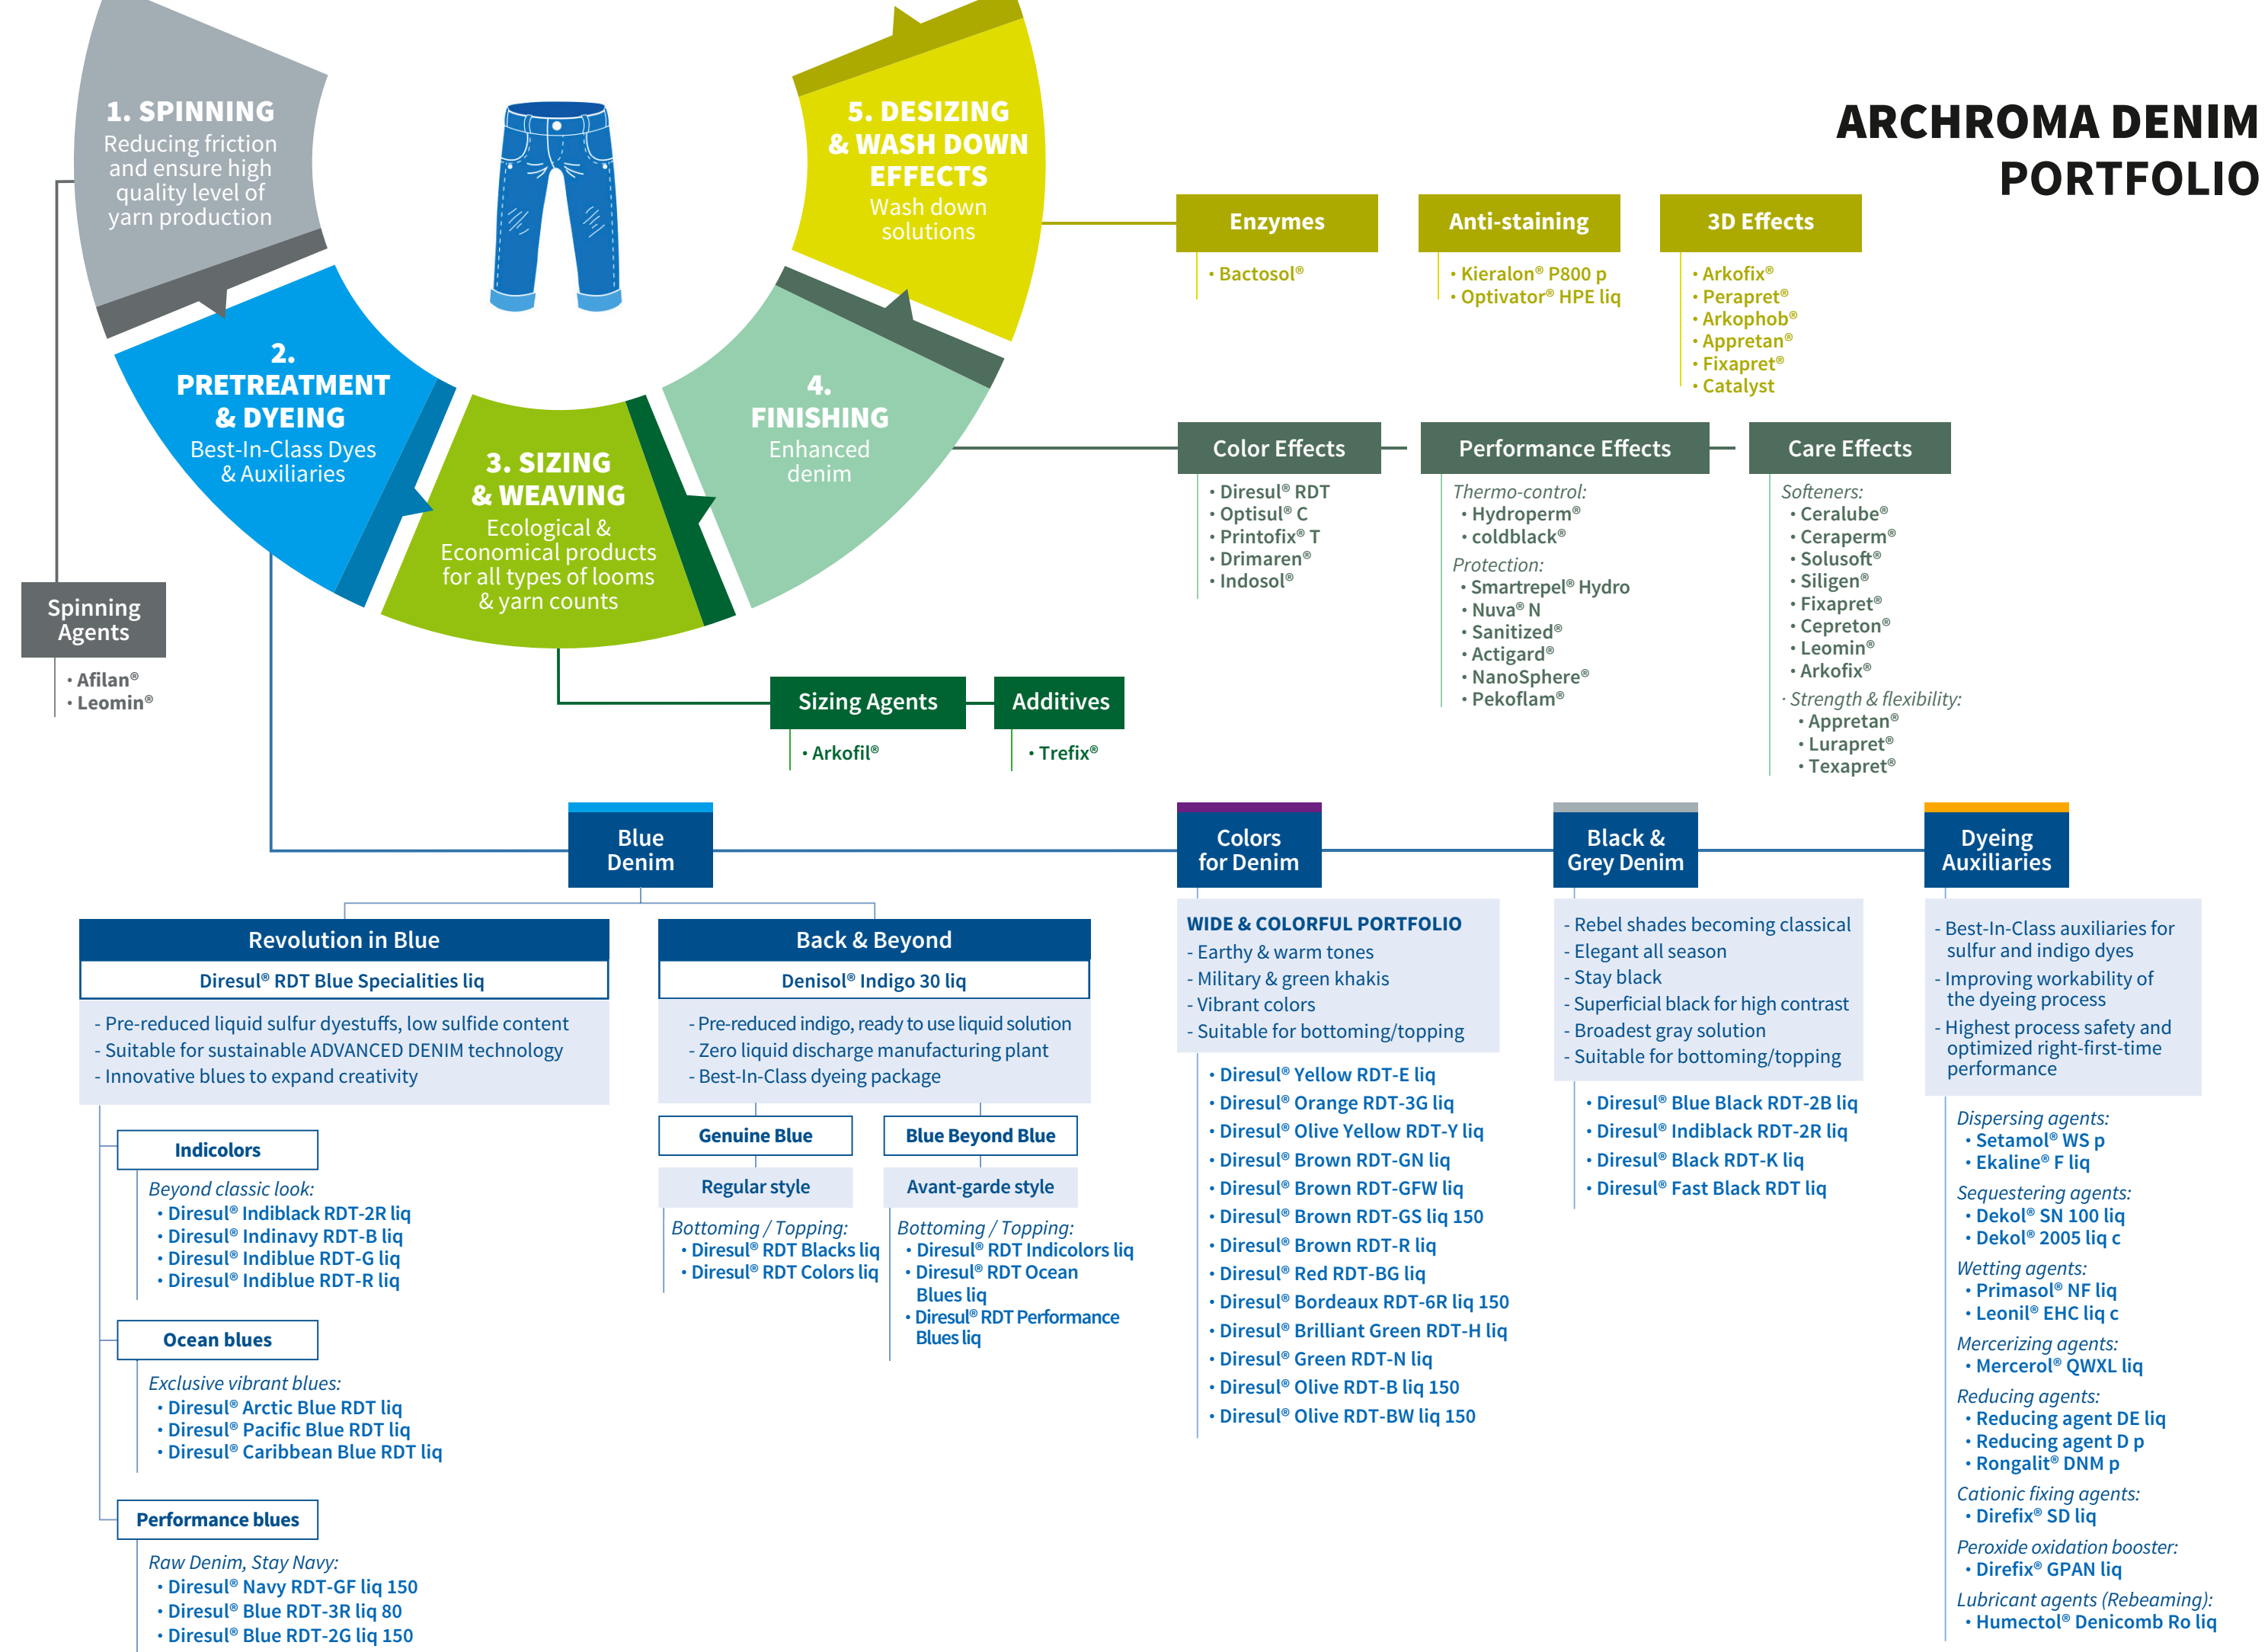 ARCHROMA DENIM
PORTFOLIO
1. SPINNING
Reducing friction
and ensure high
quality level of
yarn production
Spinning
Agents
• Afilan®
• Leomin®
2.
PRETREATMENT
& DYEING
Best-In-Class Dyes
& Auxiliaries
3. SIZING
& WEAVING
Ecological &
Economical products
for all types of looms
& yarn counts
Sizing Agents
• Arkofil®
Additives
• Trefix®
4.
FINISHING
Enhanced
denim
5. DESIZING
& WASH DOWN
EFFECTS
Wash down
solutions
Enzymes
• Bactosol®
Anti-staining
• Kieralon® P800 p
• Optivator® HPE liq
3D Effects
• Arkofix®
• Perapret®
• Arkophob®
• Appretan®
• Fixapret®
• Catalyst
Color Effects
• Diresul® RDT
• Optisul® C
• Printofix® T
• Drimaren®
• Indosol®
Performance Effects
Thermo-control:
• Hydroperm®
• coldblack®
Protection:
• Smartrepel® Hydro
• Nuva® N
• Sanitized®
• Actigard®
• NanoSphere®
• Pekoflam®
Care Effects
Softeners:
• Ceralube®
• Ceraperm®
• Solusoft®
• Siligen®
• Fixapret®
• Cepreton®
• Leomin®
• Arkofix®
· Strength & flexibility:
• Appretan®
• Lurapret®
• Texapret®
Blue
Denim
Revolution in Blue
Diresul® RDT Blue Specialities liq
- Pre-reduced liquid sulfur dyestuffs, low sulfide content
- Suitable for sustainable ADVANCED DENIM technology
- Innovative blues to expand creativity
Indicolors
Beyond classic look:
• Diresul® Indiblack RDT-2R liq
• Diresul® Indinavy RDT-B liq
• Diresul® Indiblue RDT-G liq
• Diresul® Indiblue RDT-R liq
Ocean blues
Exclusive vibrant blues:
• Diresul® Arctic Blue RDT liq
• Diresul® Pacific Blue RDT liq
• Diresul® Caribbean Blue RDT liq
Performance blues
Raw Denim, Stay Navy:
• Diresul® Navy RDT-GF liq 150
• Diresul® Blue RDT-3R liq 80
• Diresul® Blue RDT-2G liq 150
Back & Beyond
Denisol® Indigo 30 liq
- Pre-reduced indigo, ready to use liquid solution
- Zero liquid discharge manufacturing plant
- Best-In-Class dyeing package
Genuine Blue
Regular style
Bottoming / Topping:
• Diresul® RDT Blacks liq
• Diresul® RDT Colors liq
Blue Beyond Blue
Avant-garde style
Bottoming / Topping:
• Diresul® RDT Indicolors liq
• Diresul® RDT Ocean
Blues liq
• Diresul® RDT Performance
Blues liq
Colors
for Denim
WIDE & COLORFUL PORTFOLIO
- Earthy & warm tones
- Military & green khakis
- Vibrant colors
- Suitable for bottoming/topping
• Diresul® Yellow RDT-E liq
• Diresul® Orange RDT-3G liq
• Diresul® Olive Yellow RDT-Y liq
• Diresul® Brown RDT-GN liq
• Diresul® Brown RDT-GFW liq
• Diresul® Brown RDT-GS liq 150
• Diresul® Brown RDT-R liq
• Diresul® Red RDT-BG liq
• Diresul® Bordeaux RDT-6R liq 150
• Diresul® Brilliant Green RDT-H liq
• Diresul® Green RDT-N liq
• Diresul® Olive RDT-B liq 150
• Diresul® Olive RDT-BW liq 150
Black &
Grey Denim
- Rebel shades becoming classical
- Elegant all season
- Stay black
- Superficial black for high contrast
- Broadest gray solution
- Suitable for bottoming/topping
• Diresul® Blue Black RDT-2B liq
• Diresul® Indiblack RDT-2R liq
• Diresul® Black RDT-K liq
• Diresul® Fast Black RDT liq
Dyeing
Auxiliaries
- Best-In-Class auxiliaries for
sulfur and indigo dyes
- Improving workability of
the dyeing process
- Highest process safety and
optimized right-first-time
performance
Dispersing agents:
• Setamol® WS p
• Ekaline® F liq
Sequestering agents:
• Dekol® SN 100 liq
• Dekol® 2005 liq c
Wetting agents:
• Primasol® NF liq
• Leonil® EHC liq c
Mercerizing agents:
• Mercerol® QWXL liq
Reducing agents:
• Reducing agent DE liq
• Reducing agent D p
• Rongalit® DNM p
Cationic fixing agents:
• Direfix® SD liq
Peroxide oxidation booster:
• Direfix® GPAN liq
Lubricant agents (Rebeaming):
• Humectol® Denicomb Ro liq